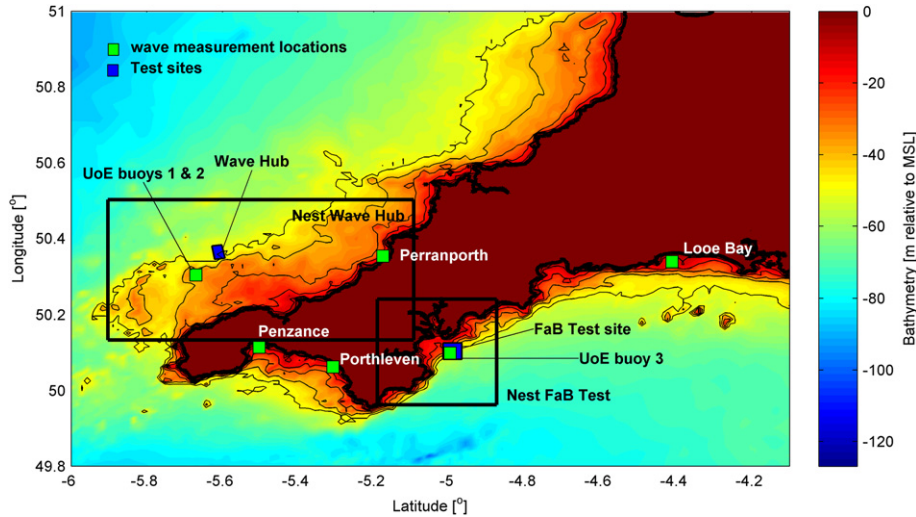 wave measurement locations
Test sites
Wave Hub
UoE buoys 1 & 2
Nest Wave Hub
Perranporth
Looe Bay
Penzance
Porthleven
FaB Test site
UoE buoy 3
Nest FaB Test
51
50.8
50.6
50.4
50.2
50
49.8
Longitude [°]
-6
-5.8
-5.6
-5.4
-5.2
-5
-4.8
-4.6
-4.4
-4.2
Latitude [°]
0
-20
-40
-60
-80
-100
-120
Bathymetry [m relative to MSL]